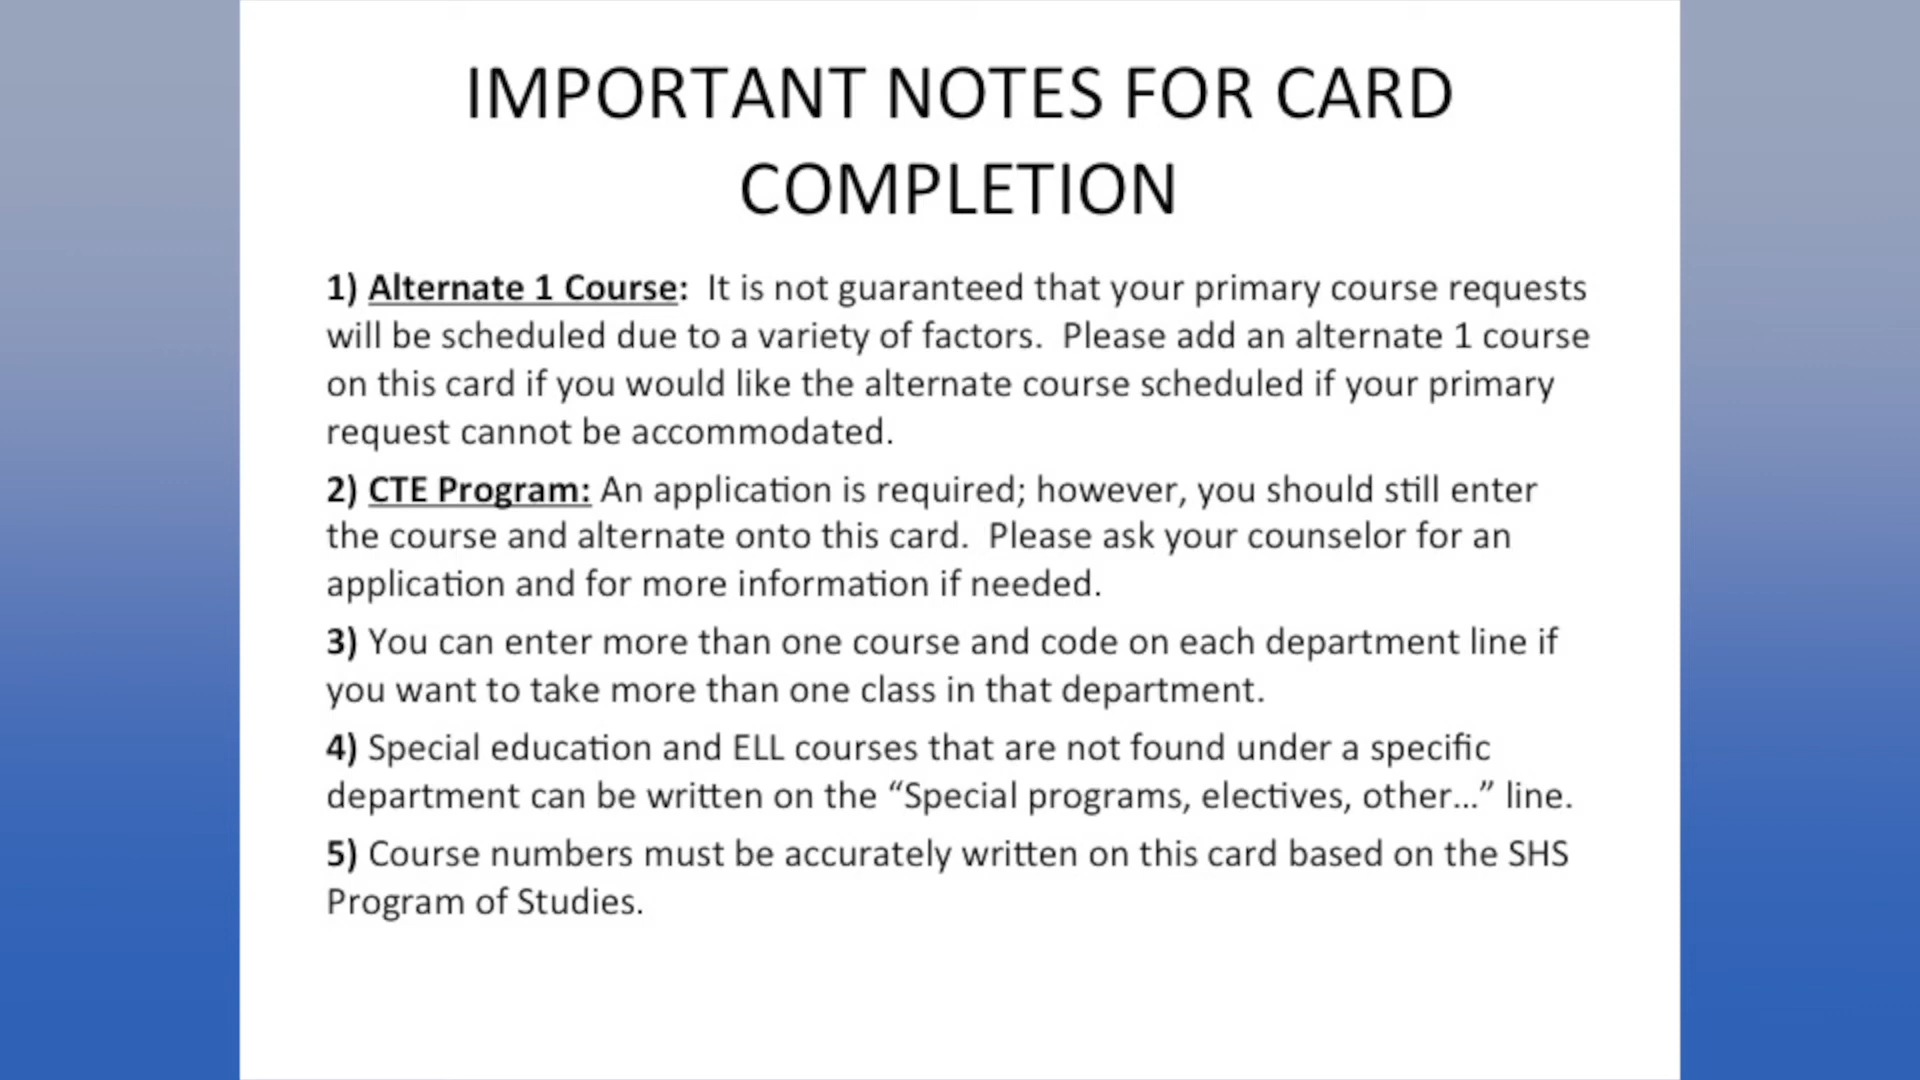 IMPORTANT NOTES FOR CARD
COMPLETION
1) Alternate 1 Course:  It is not guaranteed that your primary course requests
will be scheduled due to a variety of factors.  Please add an alternate 1 course
on this card if you would like the alternate course scheduled if your primary
request cannot be accommodated.
2) CTE Program: An application is required; however, you should still enter
the course and alternate onto this card.  Please ask your counselor for an
application and for more information if needed.
3) You can enter more than one course and code on each department line if
you want to take more than one class in that department.
4) Special education and ELL courses that are not found under a specific
department can be written on the “Special programs, electives, other…” line.
5) Course numbers must be accurately written on this card based on the SHS
Program of Studies.